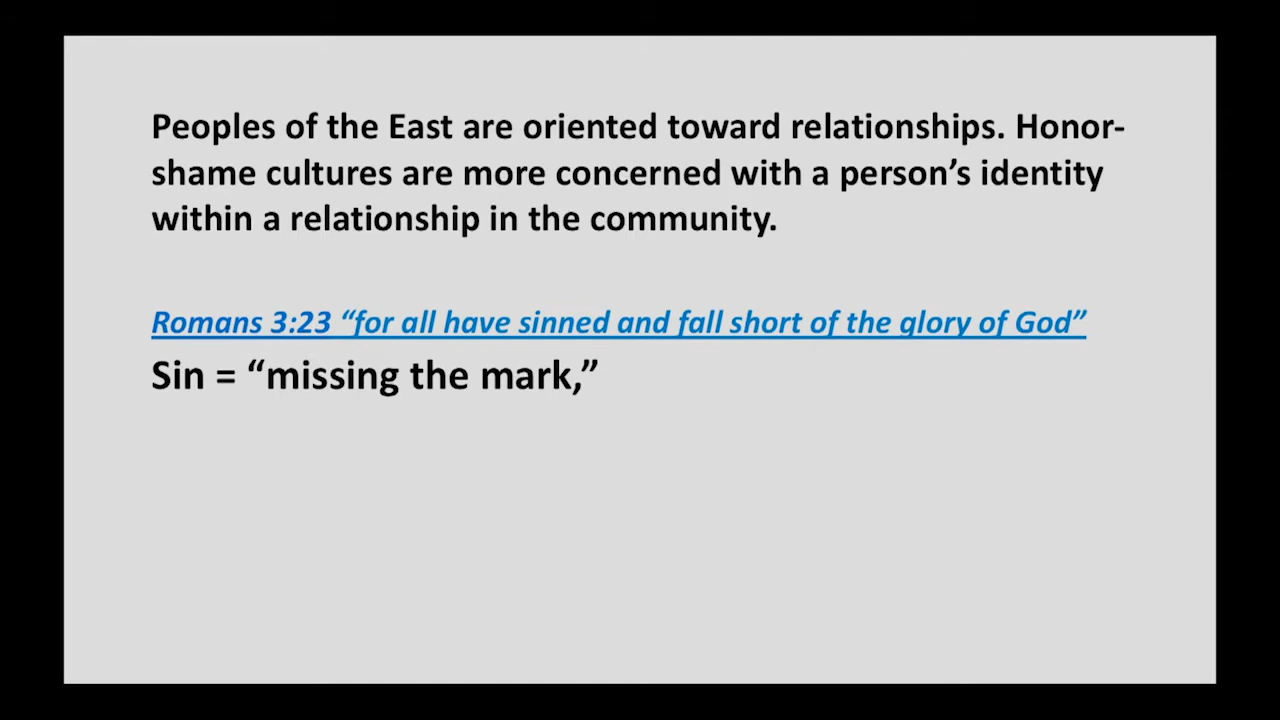 Peoples of the East are oriented toward relationships. Honor-
shame cultures are more concerned with a person’s identity
within a relationship in the community.
Romans 3:23 “for all have sinned and fall short of the glory of God”
Sin = “missing the mark,”